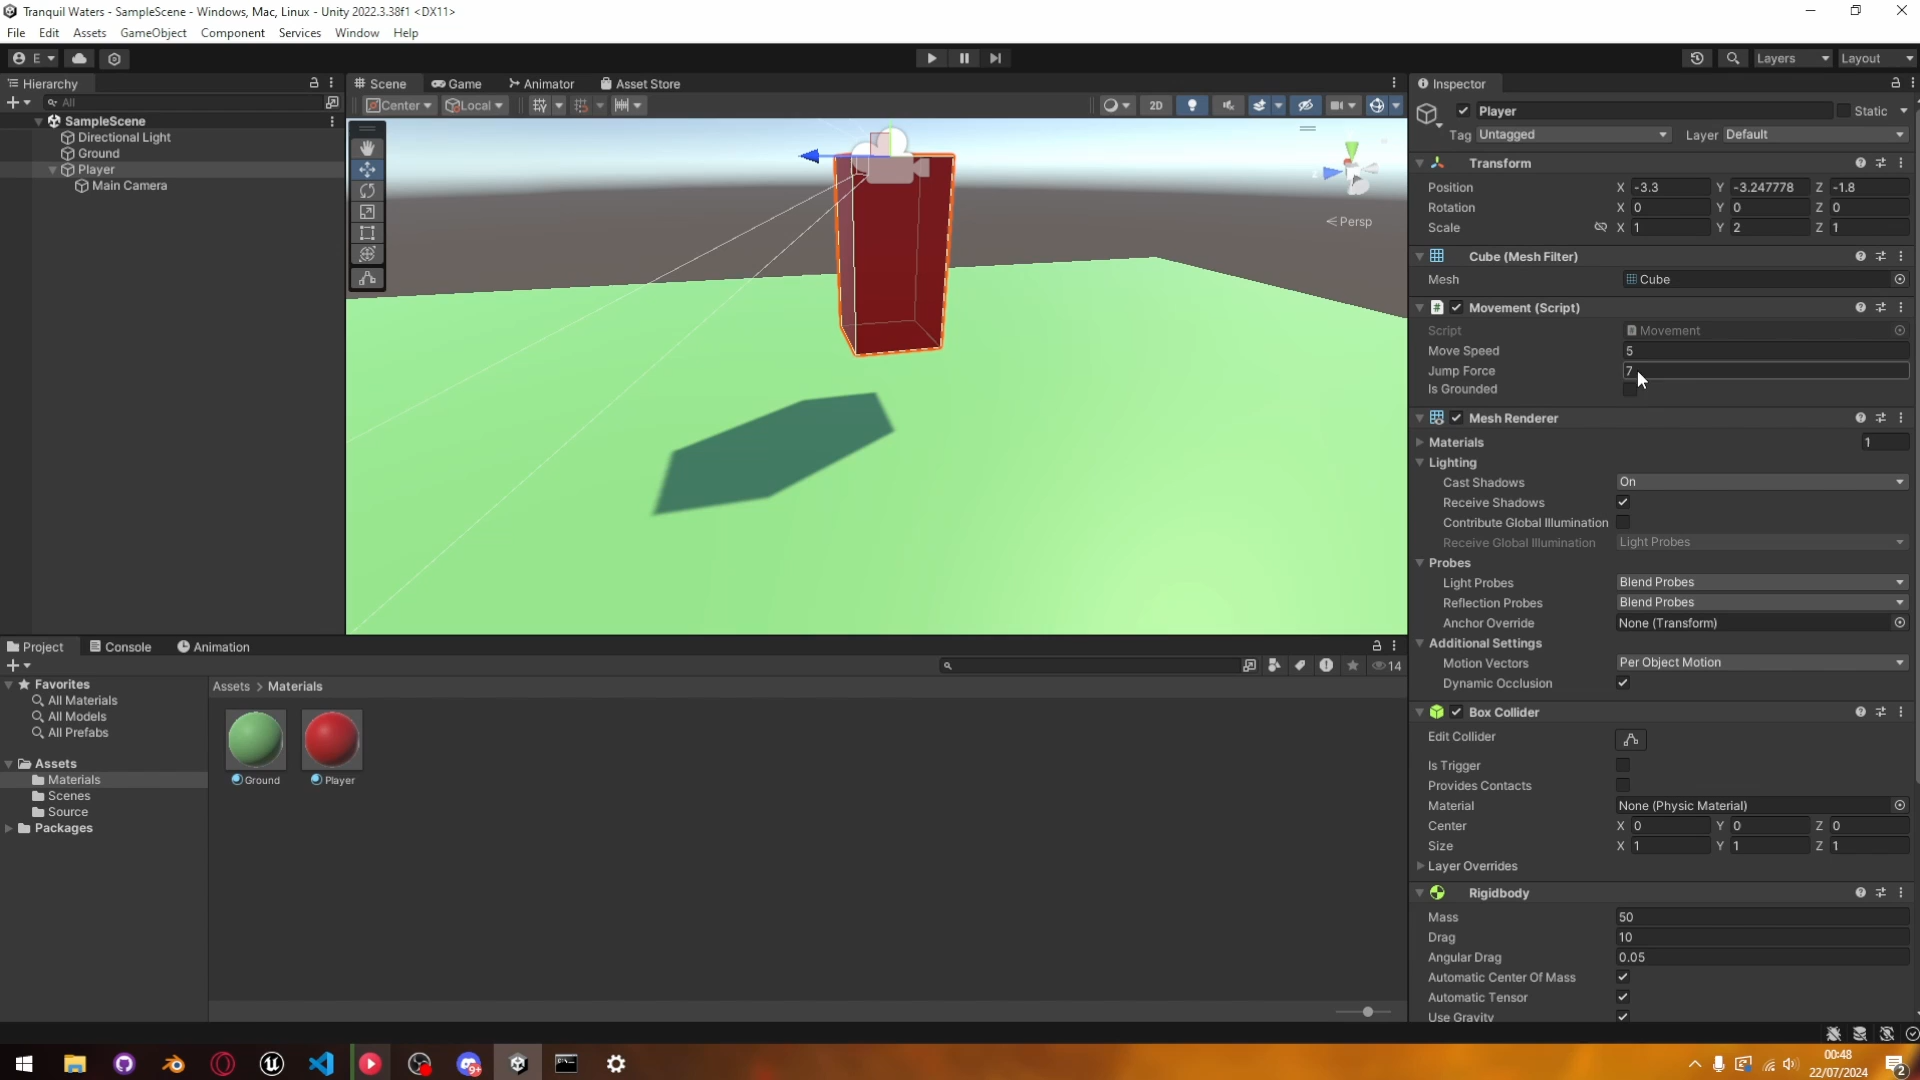 Tranquil Waters - SampleScene - Windows, Mac, Linux - Unity 2022.3.38f1 <DX11>
File Edit Assets GameObject Component Services Window Help
E Layers Layout
Hierarchy
All
SampleScene
Directional Light
Ground
Player
Main Camera
Scene Game Animator Asset Store
Center Local 2D
Persp
Inspector
Player Static
Tag Untagged Layer Default
Transform
Position X -3.3 Y -3.247778 Z -1.8
Rotation X 0 Y 0 Z 0
Scale X 1 Y 2 Z 1
Cube (Mesh Filter)
Mesh Cube
# Movement (Script)
Script Movement
Move Speed 5
Jump Force 7
Is Grounded
Mesh Renderer
Materials 1
Lighting
Cast Shadows On
Receive Shadows
Contribute Global Illumination
Receive Global Illumination Light Probes
Probes
Light Probes Blend Probes
Reflection Probes Blend Probes
Anchor Override None (Transform)
Additional Settings
Motion Vectors Per Object Motion
Dynamic Occlusion
Box Collider
Edit Collider
Is Trigger
Provides Contacts
Material None (Physic Material)
Center X 0 Y 0 Z 0
Size X 1 Y 1 Z 1
Layer Overrides
Rigidbody
Mass 50
Drag 10
Angular Drag 0.05
Automatic Center Of Mass
Automatic Tensor
Use Gravity
Project Console Animation
14
Favorites
All Materials
All Models
All Prefabs
Assets
Materials
Scenes
Source
Packages
Assets > Materials
Ground Player
9+
00:48
22/07/2024
2